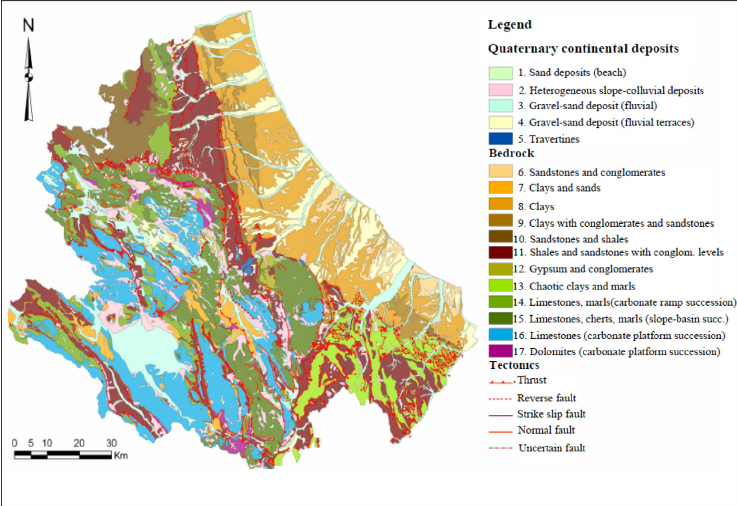 N
Legend
Quaternary continental deposits
1. Sand deposits (beach)
2. Heterogeneous slope-colluvial deposits
3. Gravel-sand deposit (fluvial)
4. Gravel-sand deposit (fluvial terraces)
5. Travertines
Bedrock
6. Sandstones and conglomerates
7. Clays and sands
8. Clays
9. Clays with conglomerates and sandstones
10. Sandstones and shales
11. Shales and sandstones with conglom. levels
12. Gypsum and conglomerates
13. Chaotic clays and marls
14. Limestones, marls(carbonate ramp succession)
15. Limestones, cherts, marls (slope-basin succ.)
16. Limestones (carbonate platform succession)
17. Dolomites (carbonate platform succession)
Tectonics
Thrust
Reverse fault
Strike slip fault
Normal fault
Uncertain fault
0 5 10 20 30
Km